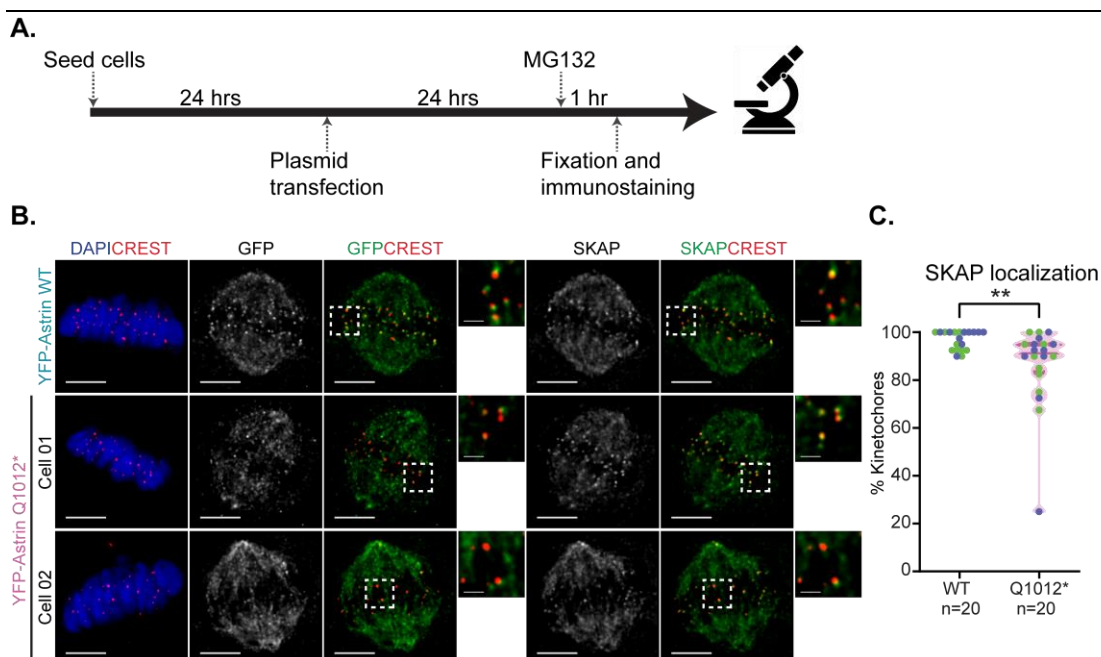 A.
Seed cells
MG132
24 hrs
24 hrs
1 hr
Plasmid
transfection
Fixation and
immunostaining
B.
DAPICREST
GFP
GFPCREST
SKAP
SKAPCREST
YFP-Astrin WT
YFP-Astrin Q1012*
Cell 01
Cell 02
C.
SKAP localization
**
% Kinetochores
100
80
60
40
20
0
WT
n=20
Q1012*
n=20